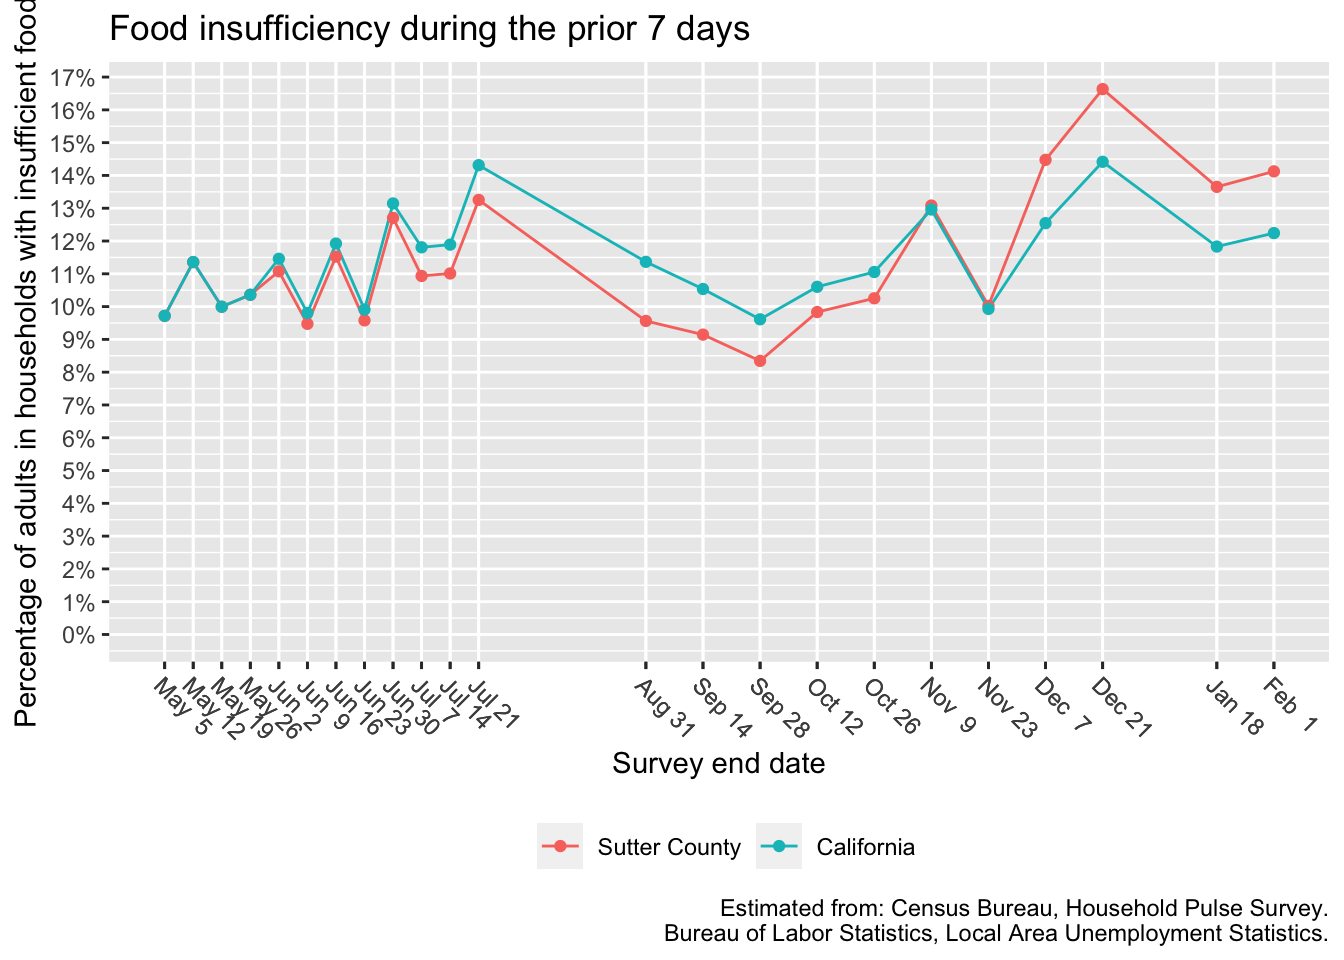 Food insufficiency during the prior 7 days
Percentage of adults in households with insufficient food
17%
16%
15%
14%
13%
12%
11%
10%
9%
8%
7%
6%
5%
4%
3%
2%
1%
0%
May 5
May 12
May 19
May 26
Jun 2
Jun 9
Jun 16
Jun 23
Jun 30
Jul 7
Jul 14
Jul 21
Aug 31
Sep 14
Sep 28
Oct 12
Oct 26
Nov 9
Nov 23
Dec 7
Dec 21
Jan 18
Feb 1
Survey end date
Sutter County
California
Estimated from: Census Bureau, Household Pulse Survey.
Bureau of Labor Statistics, Local Area Unemployment Statistics.